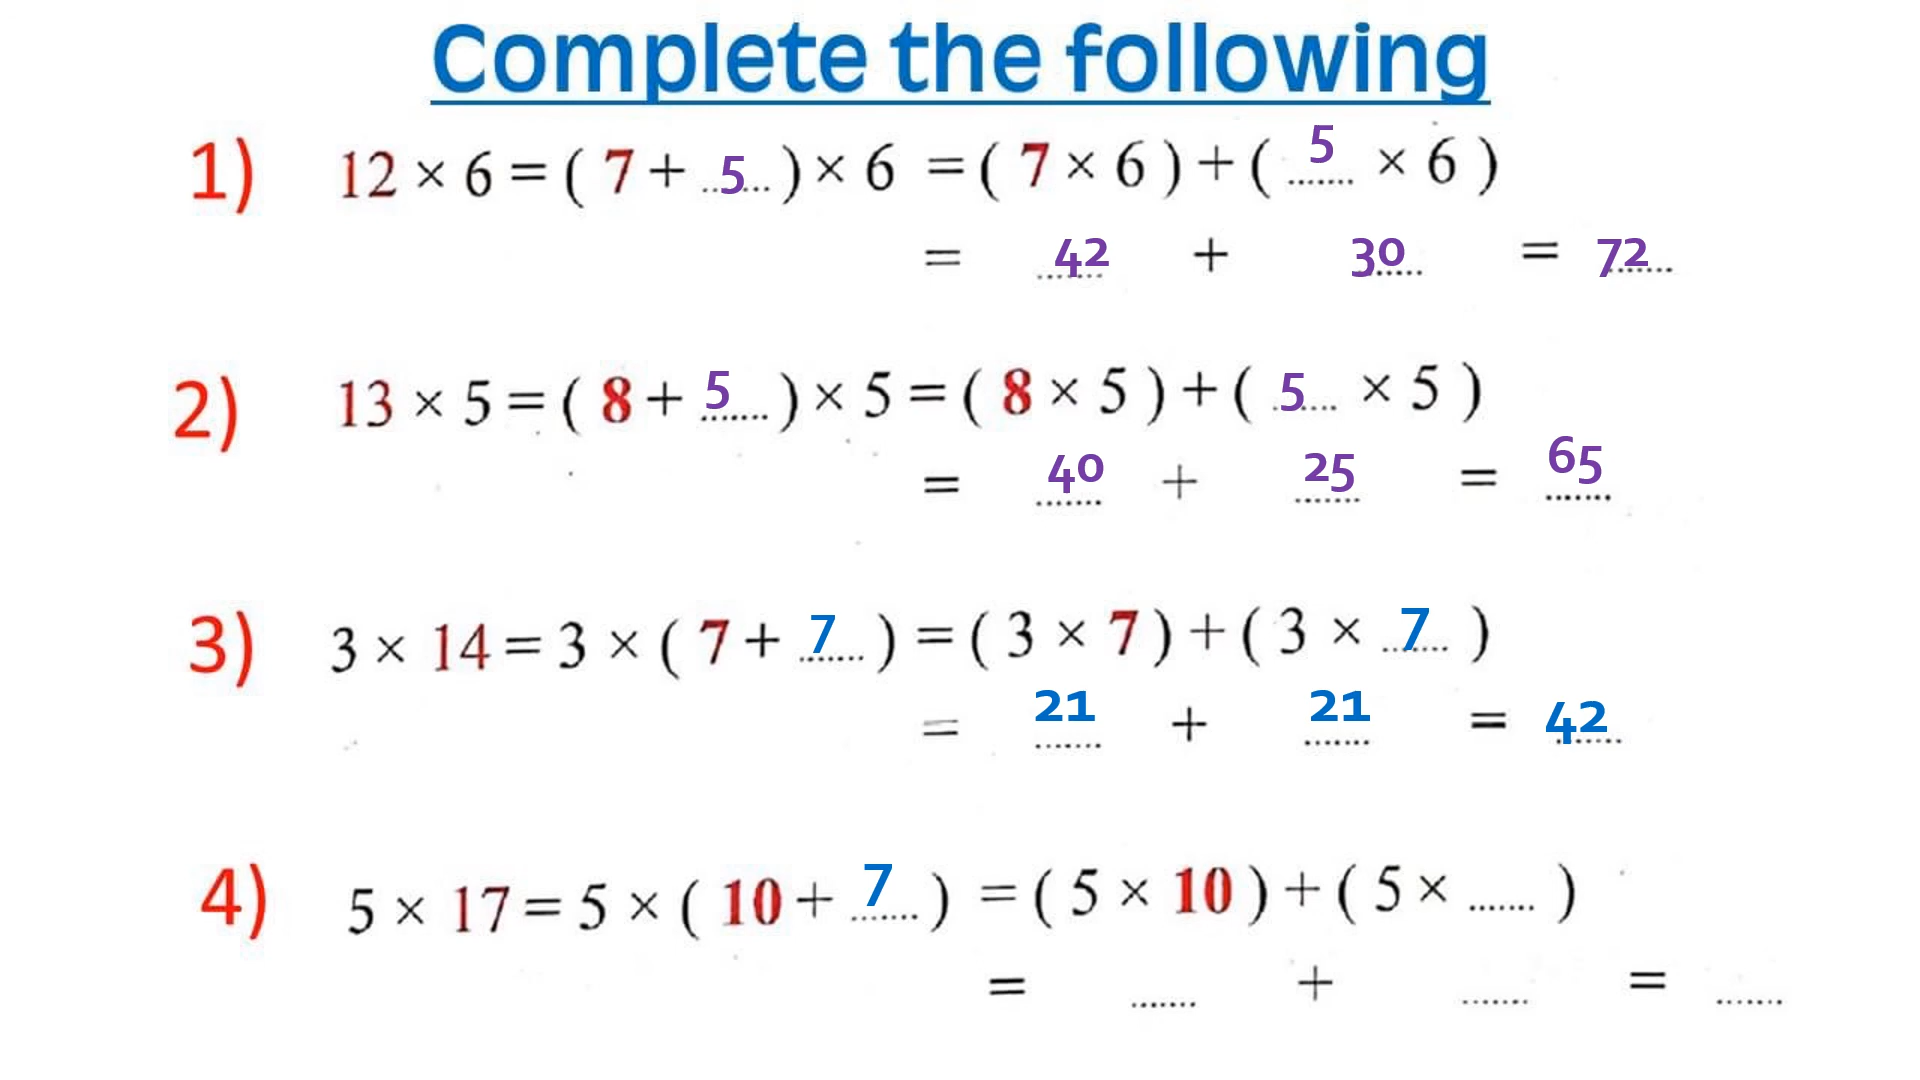 Complete the following
1) 12 × 6 = ( 7 + 5 ) × 6 = ( 7 × 6 ) + ( 5 × 6 )
= 42 + 30 = 72
2) 13 × 5 = ( 8 + 5 ) × 5 = ( 8 × 5 ) + ( 5 × 5 )
= 40 + 25 = 65
3) 3 × 14 = 3 × ( 7 + 7 ) = ( 3 × 7 ) + ( 3 × 7 )
= 21 + 21 = 42
4) 5 × 17 = 5 × ( 10 + 7 ) = ( 5 × 10 ) + ( 5 × ...... )
= ...... + ...... = ......